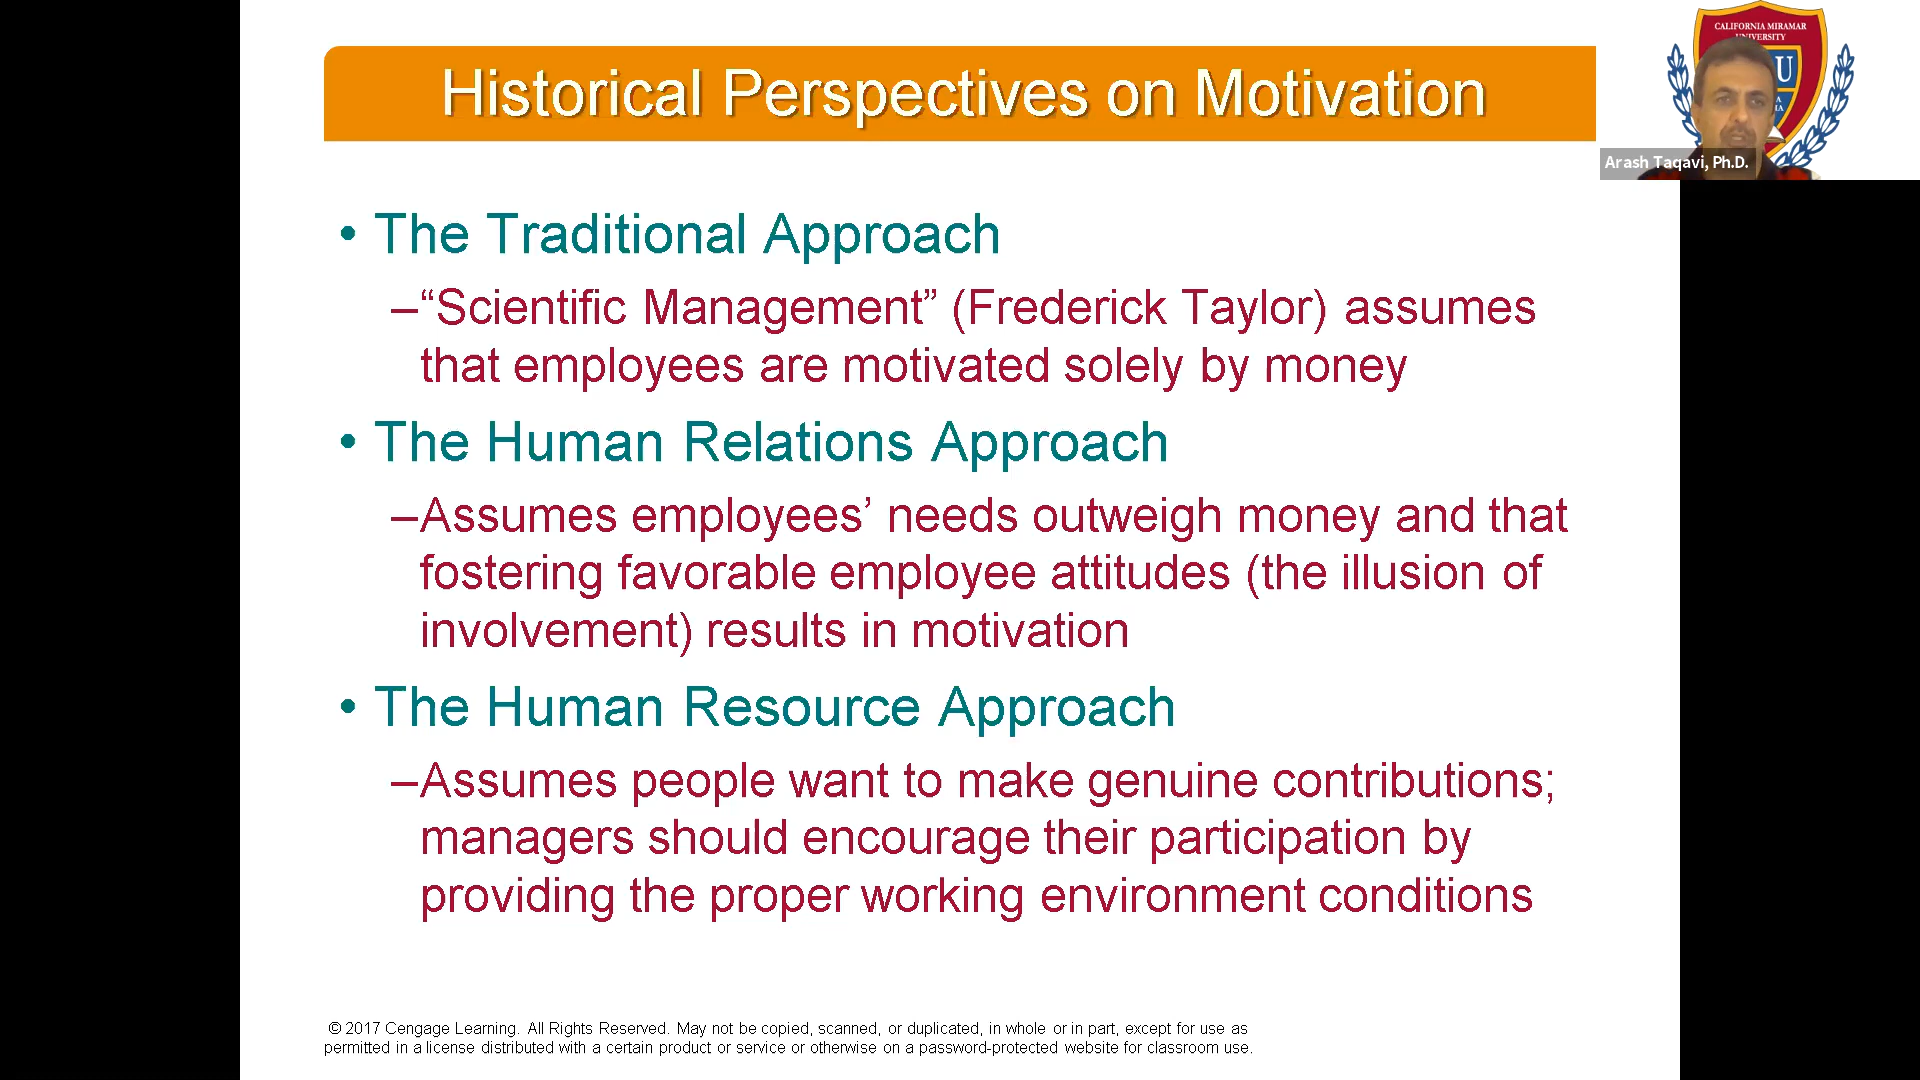 Historical Perspectives on Motivation
CALIFORNIA MIRAMAR
UNIVERSITY
Arash Taqavi, Ph.D.
• The Traditional Approach
–“Scientific Management” (Frederick Taylor) assumes
that employees are motivated solely by money
• The Human Relations Approach
–Assumes employees’ needs outweigh money and that
fostering favorable employee attitudes (the illusion of
involvement) results in motivation
• The Human Resource Approach
–Assumes people want to make genuine contributions;
managers should encourage their participation by
providing the proper working environment conditions
© 2017 Cengage Learning. All Rights Reserved. May not be copied, scanned, or duplicated, in whole or in part, except for use as
permitted in a license distributed with a certain product or service or otherwise on a password-protected website for classroom use.